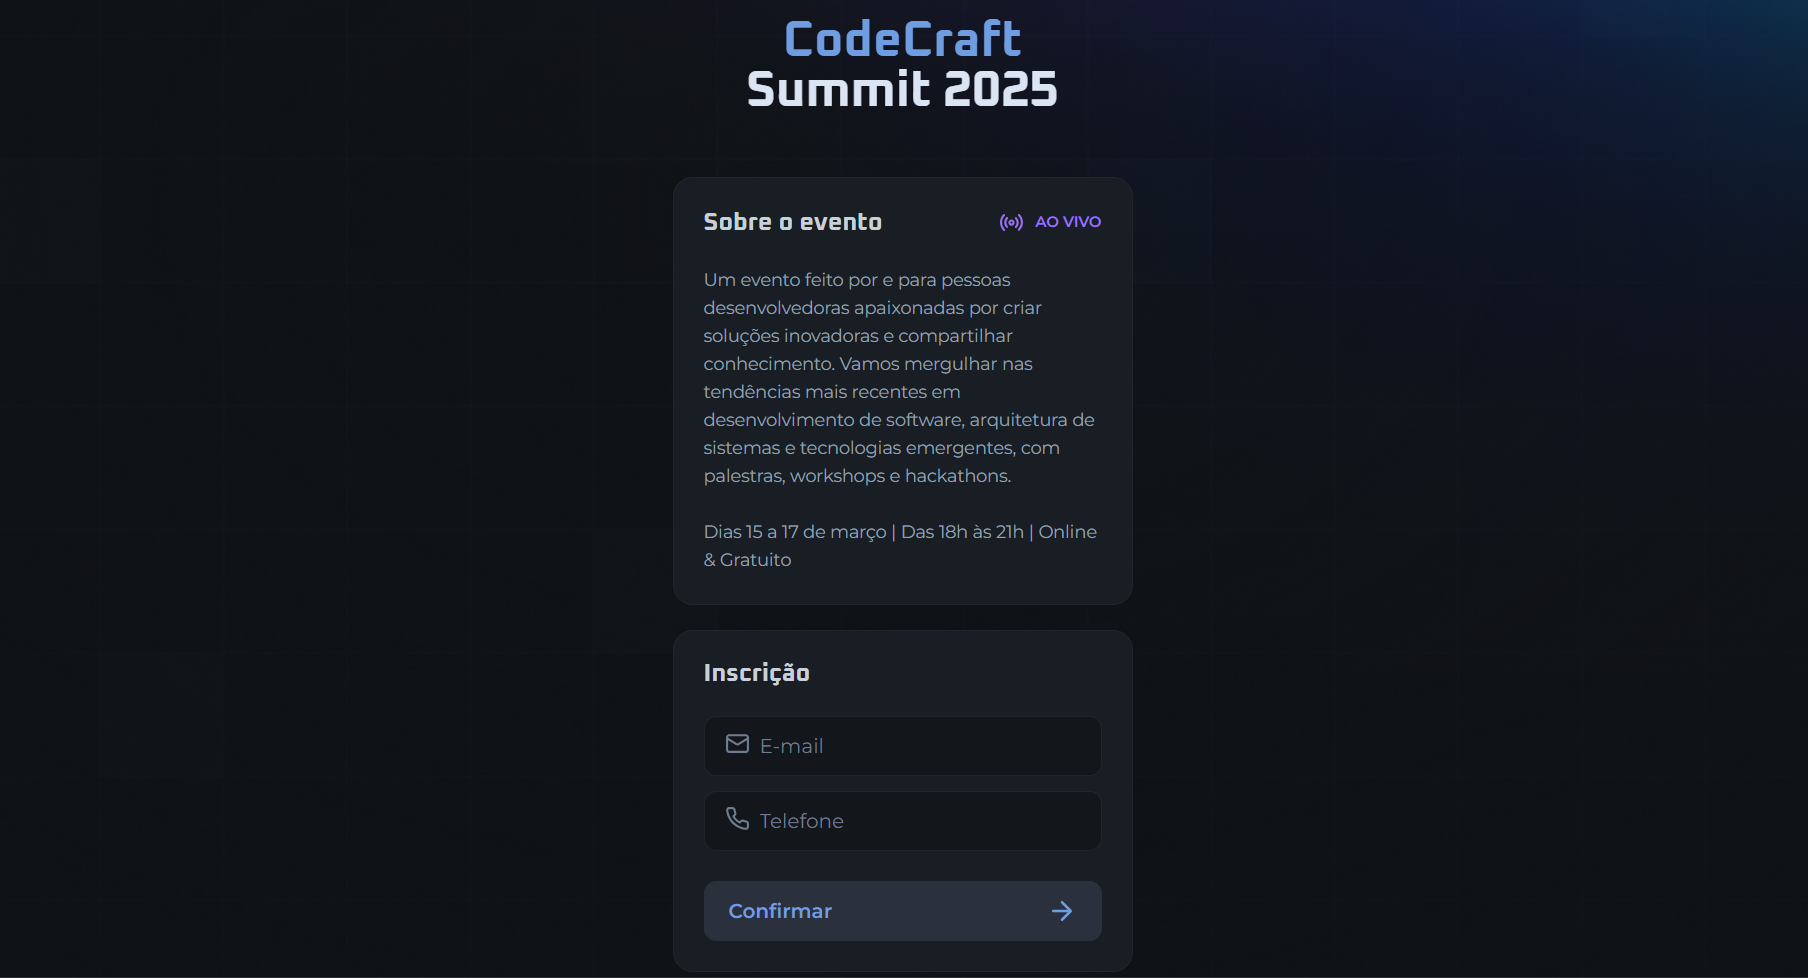 CodeCraft
Summit 2025
Sobre o evento
AO VIVO
Um evento feito por e para pessoas
desenvolvedoras apaixonadas por criar
soluções inovadoras e compartilhar
conhecimento. Vamos mergulhar nas
tendências mais recentes em
desenvolvimento de software, arquitetura de
sistemas e tecnologias emergentes, com
palestras, workshops e hackathons.
Dias 15 a 17 de março | Das 18h às 21h | Online
& Gratuito
Inscrição
E-mail
Telefone
Confirmar